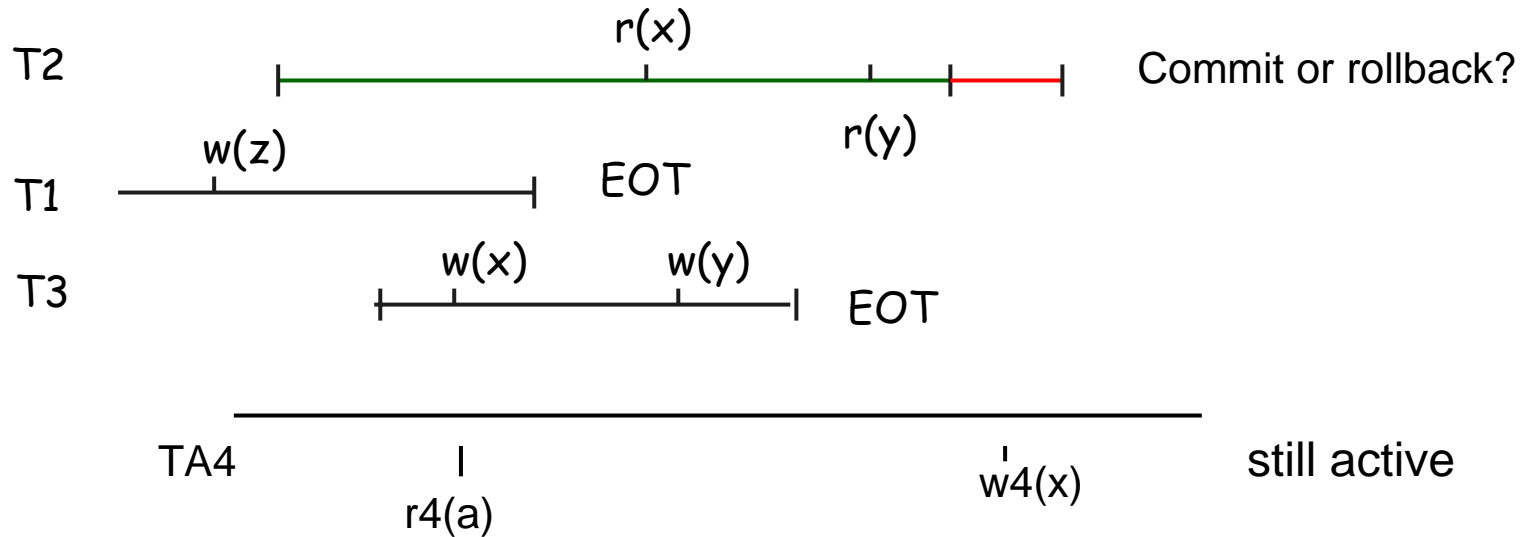 r(x)
T2 Commit or rollback?
r(y)
w(z)
T1 EOT
w(x) w(y)
T3 EOT
TA4 still active
r4(a) w4(x)